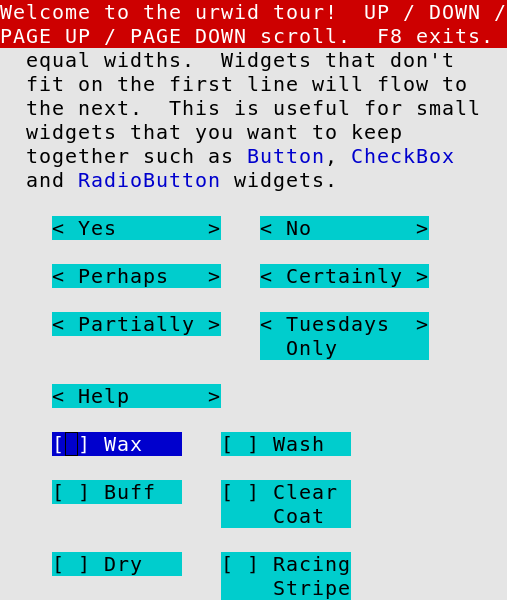 Welcome to the urwid tour!  UP / DOWN /
PAGE UP / PAGE DOWN scroll.  F8 exits.
equal widths.  Widgets that don't
fit on the first line will flow to
the next.  This is useful for small
widgets that you want to keep
together such as Button, CheckBox
and RadioButton widgets.
< Yes       >   < No        >
< Perhaps   >   < Certainly >
< Partially >   < Tuesdays  >
Only
< Help      >
[ ] Wax      [ ] Wash
[ ] Buff     [ ] Clear
Coat
[ ] Dry      [ ] Racing
Stripe